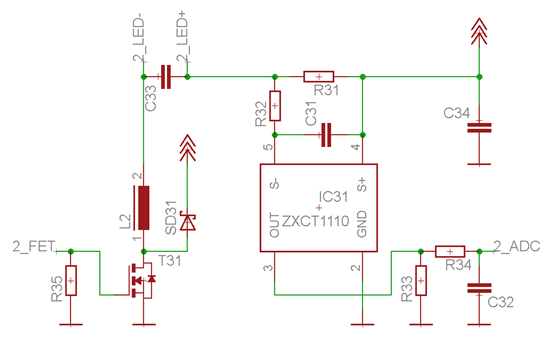 2_LED-
2_LED+
C33
R31
R32
C31
C34
5
4
S-
S+
IC31
ZXCT1110
OUT
GND
3
2
2
L2
1
SD31
2_FET
T31
R35
R34
2_ADC
R33
C32